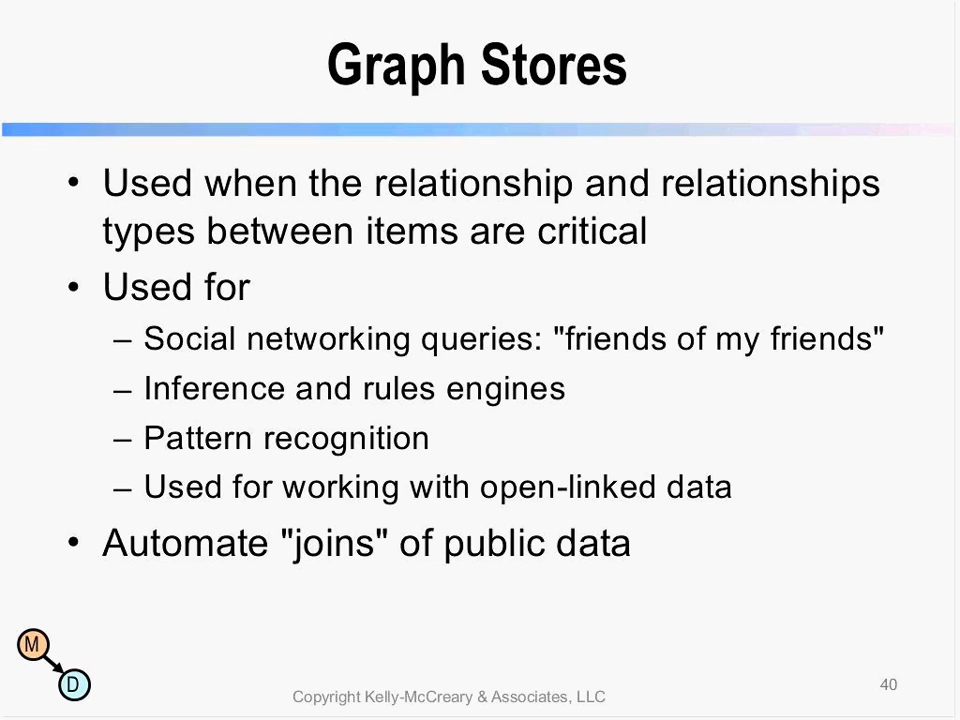 Graph Stores
• Used when the relationship and relationships
types between items are critical
• Used for
– Social networking queries: "friends of my friends"
– Inference and rules engines
– Pattern recognition
– Used for working with open-linked data
• Automate "joins" of public data
M
D
Copyright Kelly-McCreary & Associates, LLC
40